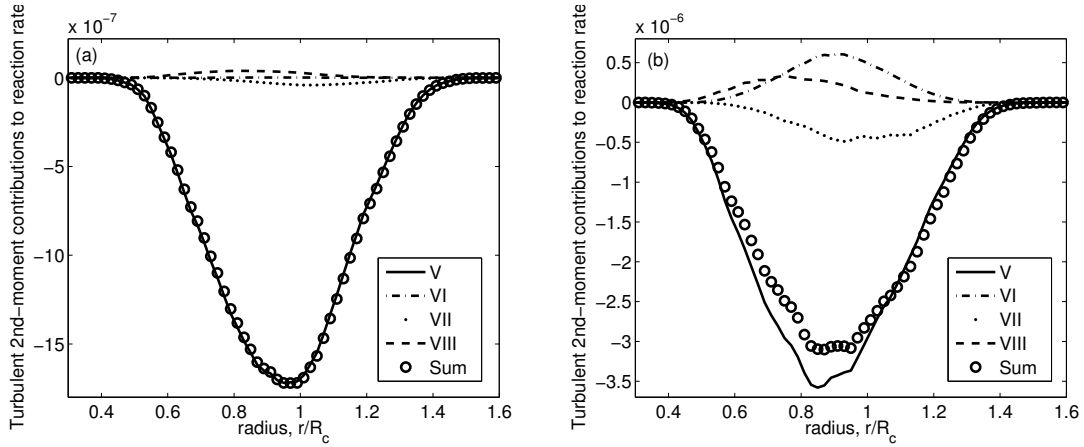 x 10⁻⁷
(a)
Turbulent 2nd-moment contributions to reaction rate
0
−5
−10
−15
0.4 0.6 0.8 1 1.2 1.4 1.6
radius, r/R_c
V
VI
VII
VIII
Sum
x 10⁻⁶
(b)
Turbulent 2nd-moment contributions to reaction rate
0.5
0
−0.5
−1
−1.5
−2
−2.5
−3
−3.5
0.4 0.6 0.8 1 1.2 1.4 1.6
radius, r/R_c
V
VI
VII
VIII
Sum